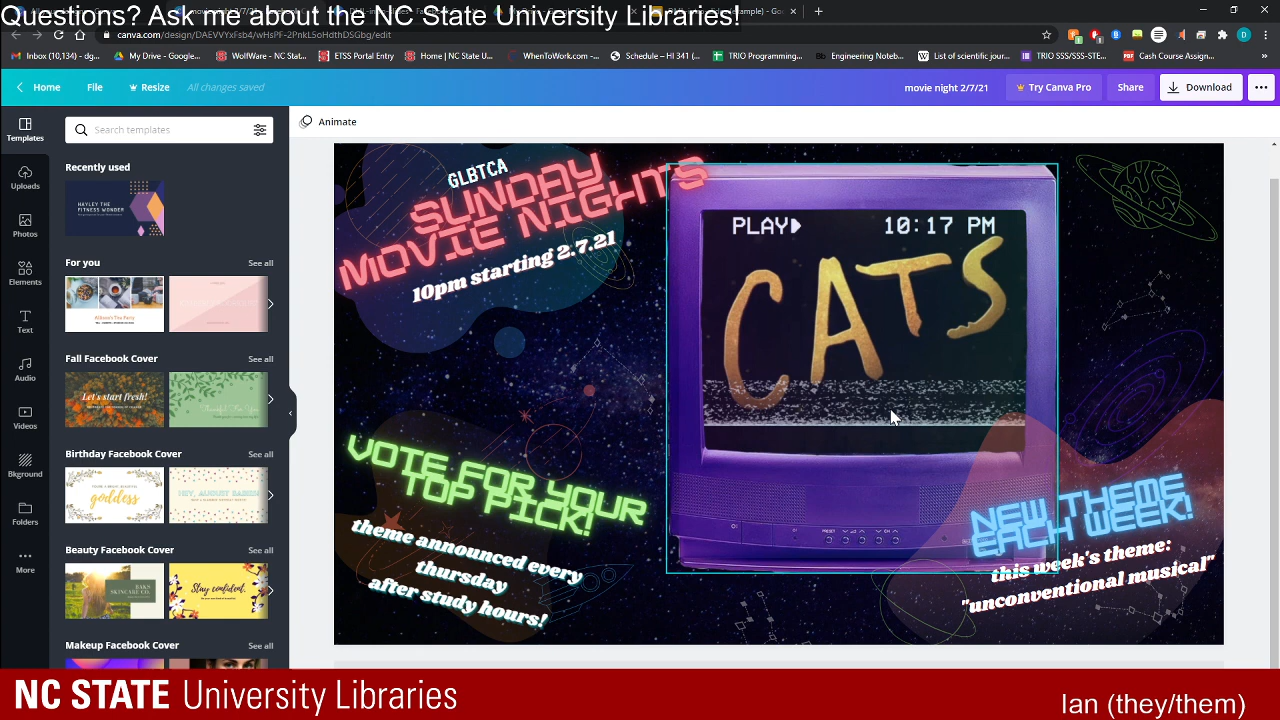 Questions? Ask me about the NC State University Libraries!
canva.com/design/DAEVVYxFsb4/wHsPF-2PnkL5oHdthDSGbg/edit
Inbox (10,134) - dg...
My Drive - Google...
WolfWare - NC Stat...
ETSS Portal Entry
Home | NC State U...
WhenToWork.com -...
Schedule – HI 341 (...
TRIO Programming...
Engineering Noteb...
List of scientific jour...
TRIO SSS/SSS-STE...
Cash Course Assign...
Home
File
Resize
All changes saved
movie night 2/7/21
Try Canva Pro
Share
Download
Templates
Uploads
Photos
Elements
Text
Audio
Videos
Bkground
Folders
More
Search templates
Recently used
HAYLEY THE
FITNESS WONDER
For you
See all
Fall Facebook Cover
See all
Let's start fresh!
Birthday Facebook Cover
See all
goddess
Beauty Facebook Cover
See all
Stay confident.
Makeup Facebook Cover
See all
Animate
GLBTCA
SUNDAY
MOVIE NIGHTS
10pm starting 2.7.21
PLAY
10:17 PM
CATS
VOTE FOR YOUR
TOP PICK!
theme announced every
thursday
after study hours!
NEW THEME
EACH WEEK!
this week's theme:
"unconventional musical"
NC STATE University Libraries
Ian (they/them)